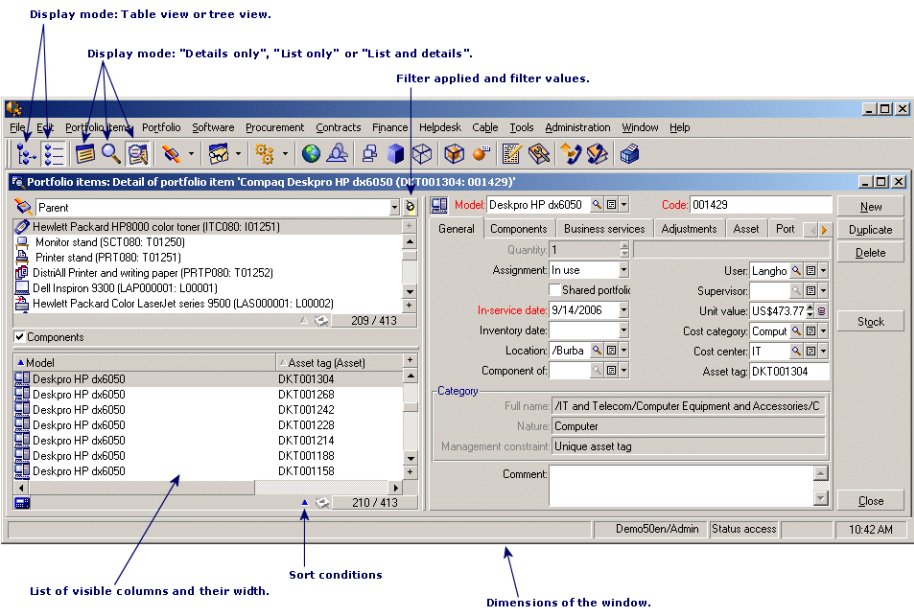 Display mode: Table view or tree view.
Display mode: "Details only", "List only" or "List and details".
Filter applied and filter values.
File Edit Portfolio items Portfolio Software Procurement Contracts Finance Helpdesk Cable Tools Administration Window Help
Portfolio items: Detail of portfolio item 'Compaq Deskpro HP dx6050 (DKT001304: 001429)'
Parent
Hewlett Packard HP8000 color toner (ITC080: I01251)
Monitor stand (SCT080: T01250)
Printer stand (PRT080: T01251)
DistriAll Printer and writing paper (PRTP080: T01252)
Dell Inspiron 9300 (LAP000001: L00001)
Hewlett Packard Color LaserJet series 9500 (LAS000001: L00002)
209 / 413
Components
Model Asset tag (Asset)
Deskpro HP dx6050 DKT001304
Deskpro HP dx6050 DKT001268
Deskpro HP dx6050 DKT001242
Deskpro HP dx6050 DKT001228
Deskpro HP dx6050 DKT001214
Deskpro HP dx6050 DKT001188
Deskpro HP dx6050 DKT001158
210 / 413
Model: Deskpro HP dx6050 Code: 001429
General Components Business services Adjustments Asset Port
Quantity: 1
Assignment: In use User: Langho
Shared portfolio Supervisor:
In-service date: 9/14/2006 Unit value: US$473.77
Inventory date: Cost category: Comput
Location: /Burba Cost center: IT
Component of: Asset tag: DKT001304
Category
Full name: /IT and Telecom/Computer Equipment and Accessories/C
Nature: Computer
Management constraint: Unique asset tag
Comment:
New
Duplicate
Delete
Stock
Close
Demo50en/Admin Status access 10:42 AM
Sort conditions
List of visible columns and their width.
Dimensions of the window.